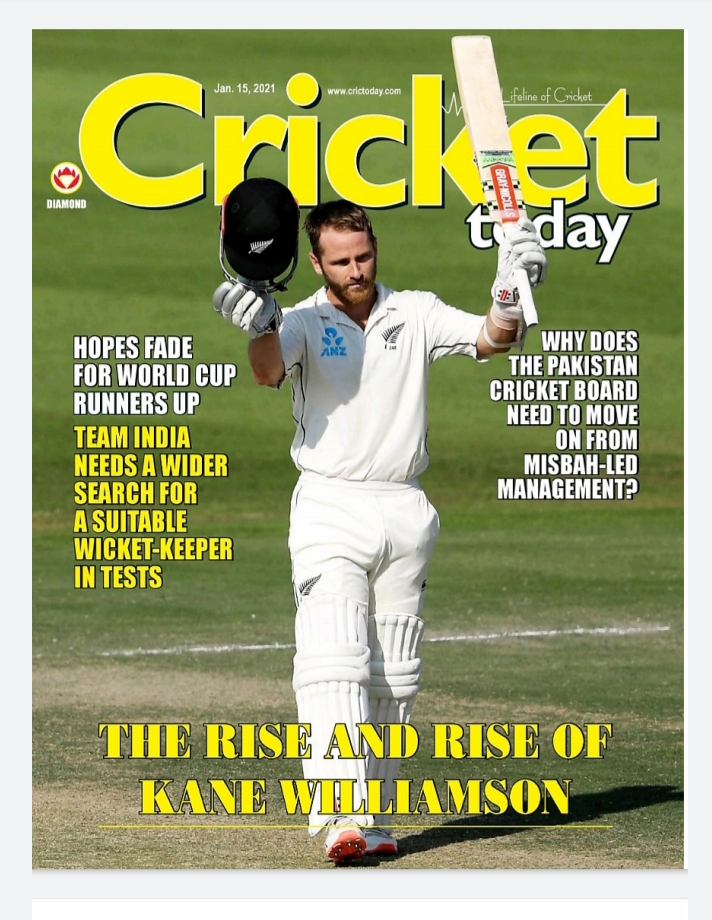 Jan. 15, 2021
www.crictoday.com
Lifeline of Cricket
Cricket
today
DIAMOND
GRAY-NICOLLS
ANZ
HOPES FADE
FOR WORLD CUP
RUNNERS UP
TEAM INDIA
NEEDS A WIDER
SEARCH FOR
A SUITABLE
WICKET-KEEPER
IN TESTS
WHY DOES
THE PAKISTAN
CRICKET BOARD
NEED TO MOVE
ON FROM
MISBAH-LED
MANAGEMENT?
THE RISE AND RISE OF
KANE WILLIAMSON